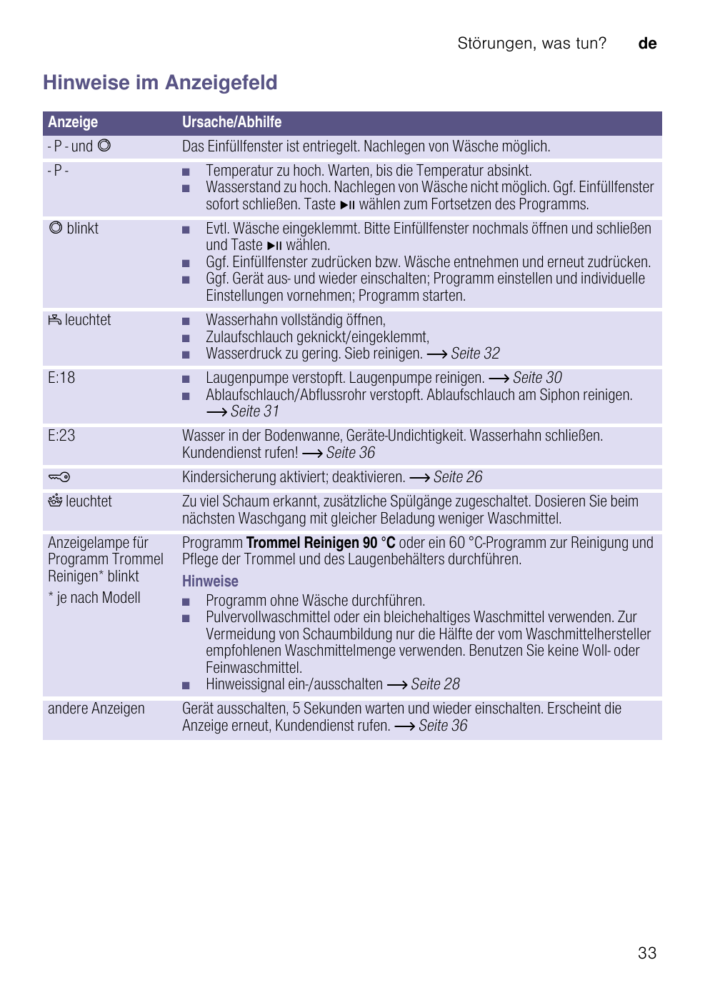 Störungen, was tun? de
Hinweise im Anzeigefeld
Anzeige Ursache/Abhilfe
- P - und Das Einfüllfenster ist entriegelt. Nachlegen von Wäsche möglich.
- P - ■ Temperatur zu hoch. Warten, bis die Temperatur absinkt.
■ Wasserstand zu hoch. Nachlegen von Wäsche nicht möglich. Ggf. Einfüllfenster
sofort schließen. Taste ▶II wählen zum Fortsetzen des Programms.
blinkt ■ Evtl. Wäsche eingeklemmt. Bitte Einfüllfenster nochmals öffnen und schließen
und Taste ▶II wählen.
■ Ggf. Einfüllfenster zudrücken bzw. Wäsche entnehmen und erneut zudrücken.
■ Ggf. Gerät aus- und wieder einschalten; Programm einstellen und individuelle
Einstellungen vornehmen; Programm starten.
leuchtet ■ Wasserhahn vollständig öffnen,
■ Zulaufschlauch geknickt/eingeklemmt,
■ Wasserdruck zu gering. Sieb reinigen. ⟶ Seite 32
E:18 ■ Laugenpumpe verstopft. Laugenpumpe reinigen. ⟶ Seite 30
■ Ablaufschlauch/Abflussrohr verstopft. Ablaufschlauch am Siphon reinigen.
⟶ Seite 31
E:23 Wasser in der Bodenwanne, Geräte-Undichtigkeit. Wasserhahn schließen.
Kundendienst rufen! ⟶ Seite 36
Kindersicherung aktiviert; deaktivieren. ⟶ Seite 26
leuchtet Zu viel Schaum erkannt, zusätzliche Spülgänge zugeschaltet. Dosieren Sie beim
nächsten Waschgang mit gleicher Beladung weniger Waschmittel.
Anzeigelampe für Programm Trommel Reinigen 90 °C oder ein 60 °C-Programm zur Reinigung und
Programm Trommel Pflege der Trommel und des Laugenbehälters durchführen.
Reinigen* blinkt Hinweise
* je nach Modell ■ Programm ohne Wäsche durchführen.
■ Pulvervollwaschmittel oder ein bleichehaltiges Waschmittel verwenden. Zur
Vermeidung von Schaumbildung nur die Hälfte der vom Waschmittelhersteller
empfohlenen Waschmittelmenge verwenden. Benutzen Sie keine Woll- oder
Feinwaschmittel.
■ Hinweissignal ein-/ausschalten ⟶ Seite 28
andere Anzeigen Gerät ausschalten, 5 Sekunden warten und wieder einschalten. Erscheint die
Anzeige erneut, Kundendienst rufen. ⟶ Seite 36
33